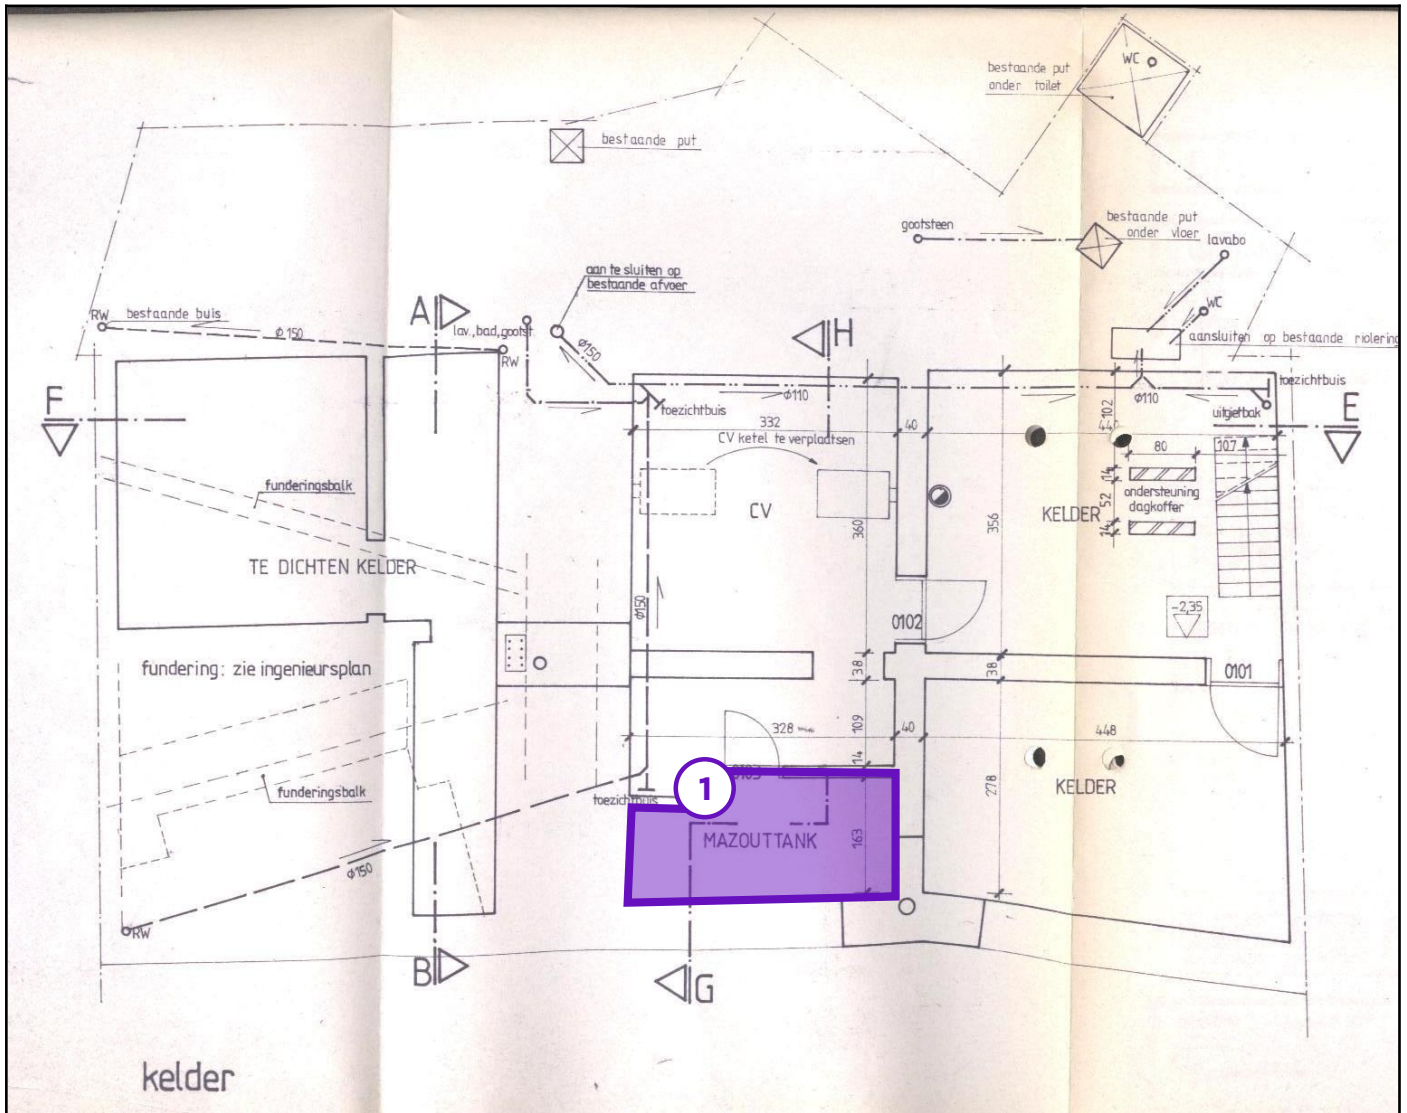 WC
bestaande put
onder toilet
bestaande put
gootsteen
bestaande put
onder vloer
lavabo
aan te sluiten op
bestaande afvoer
WC
RW
bestaande buis
ϕ150
A
lav.,bad,gootst.
RW
ϕ150
H
aansluiten op bestaande riolering
F
toezichtbuis
ϕ110
332
40
CV ketel te verplaatsen
102
ϕ110
toezichtbuis
uitgietbak
E
80
107
funderingsbalk
CV
360
356
KELDER
14
52
14
ondersteuning
dagkoffer
TE DICHTEN KELDER
ϕ150
0102
-2,35
fundering: zie ingenieursplan
38
38
0101
328
109
40
448
14
funderingsbalk
toezichtbuis
1
0103
278
KELDER
MAZOUTTANK
163
ϕ150
RW
B
G
kelder